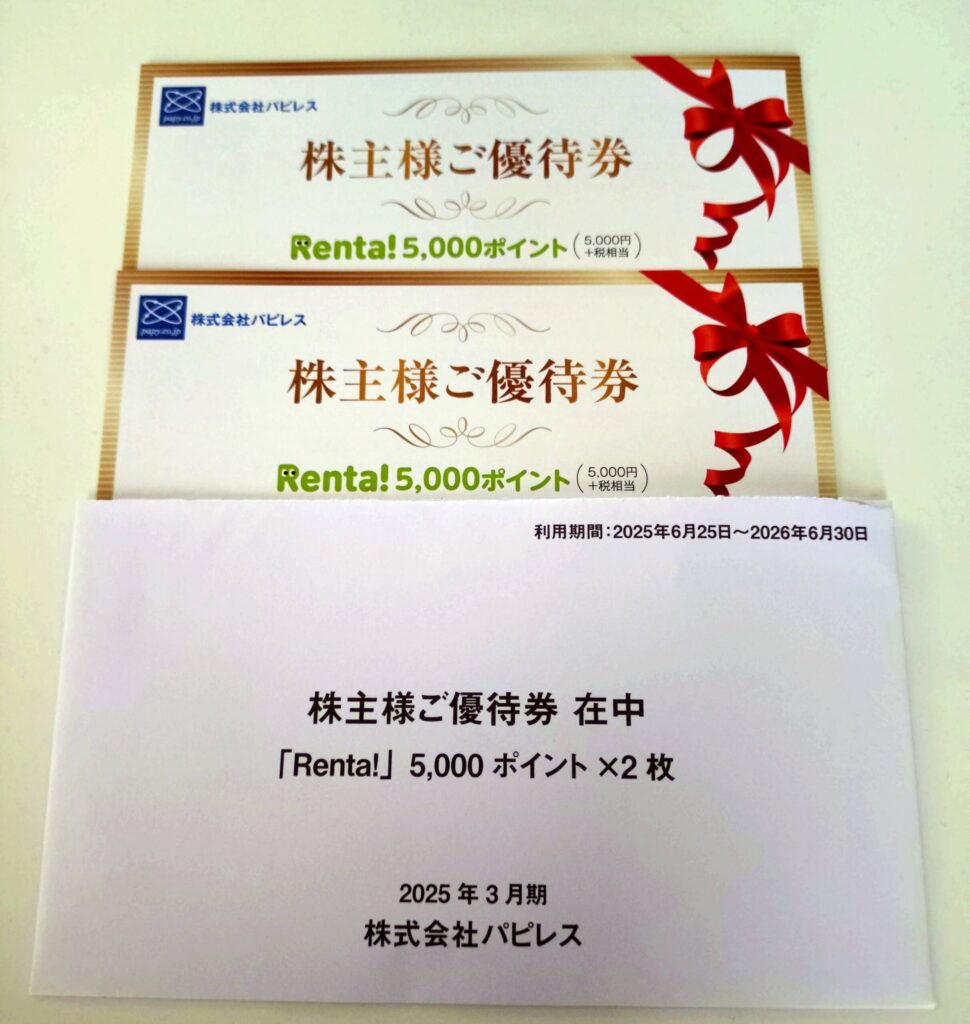 papy.co.jp 株式会社パピレス
株主様ご優待券
Renta! 5,000ポイント (5,000円
+税相当)
papy.co.jp 株式会社パピレス
株主様ご優待券
Renta! 5,000ポイント (5,000円
+税相当)
利用期間:2025年6月25日~2026年6月30日
株主様ご優待券 在中
「Renta!」 5,000 ポイント ×2 枚
2025 年 3 月期
株式会社パピレス